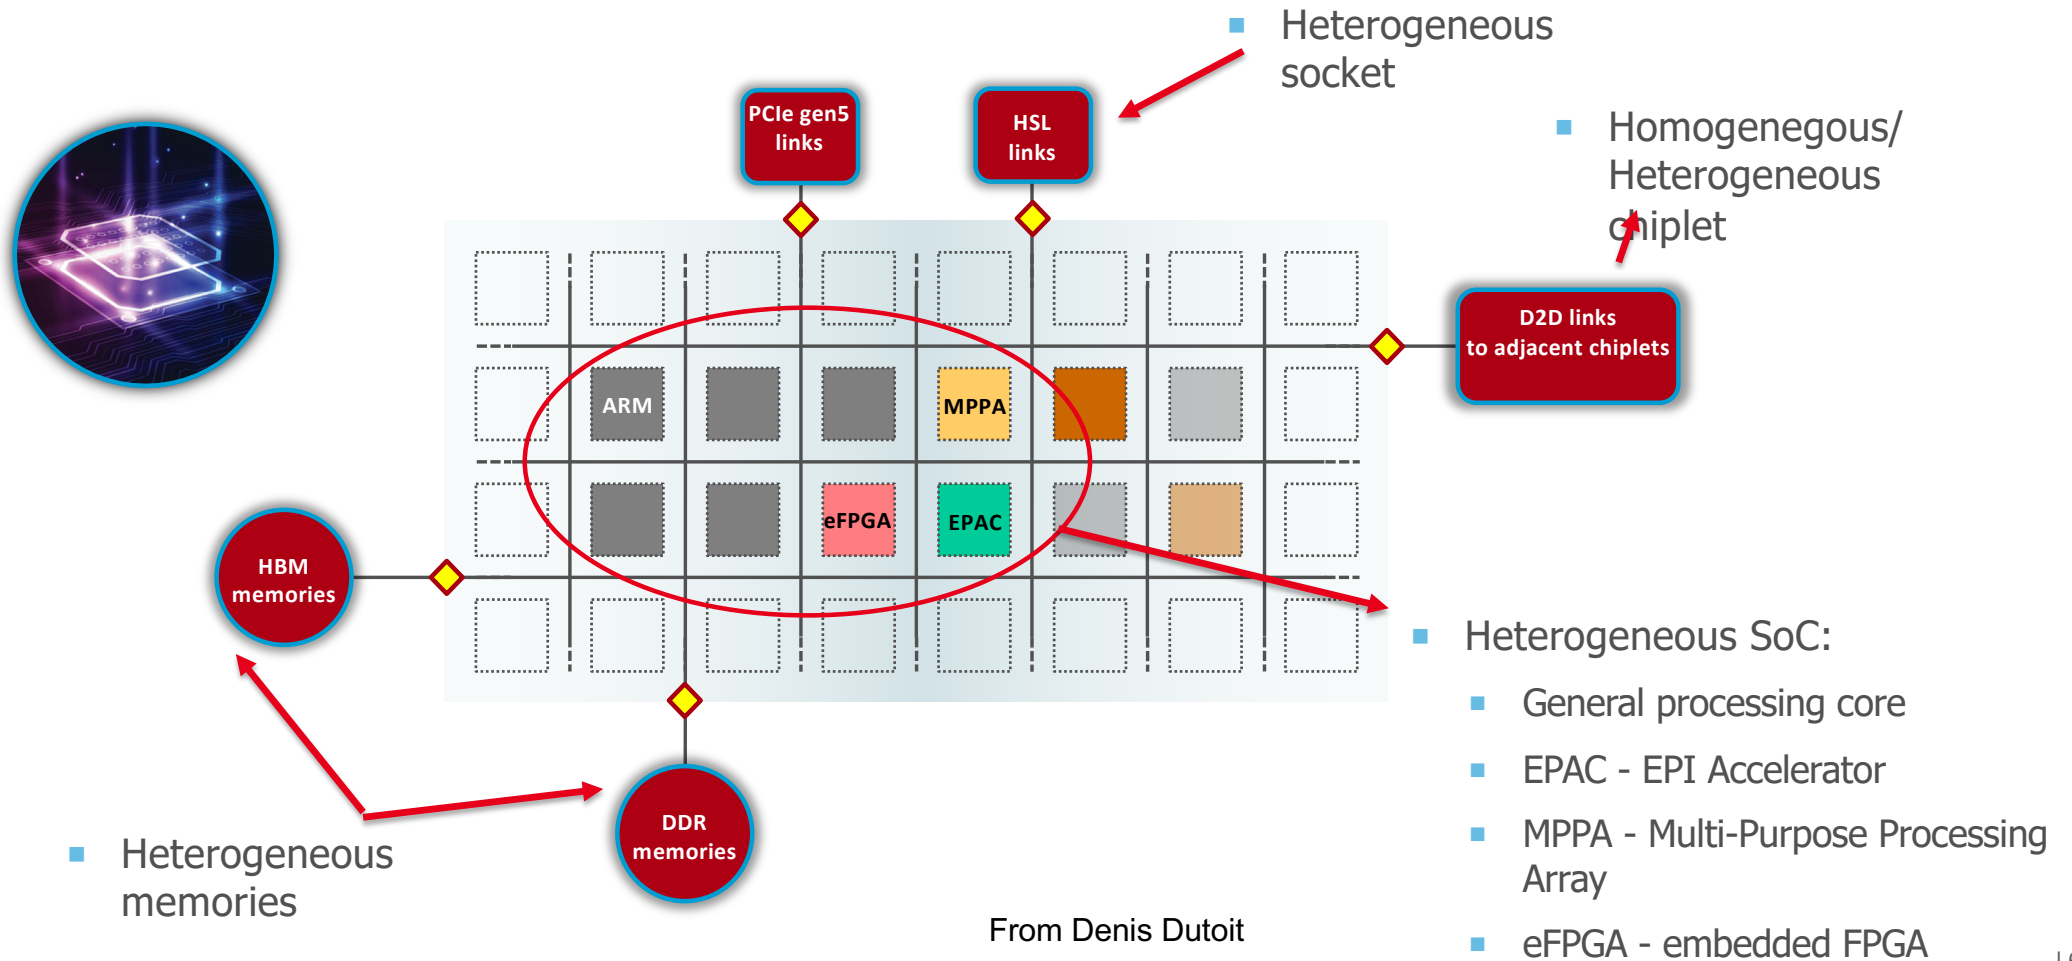 Heterogeneous
socket
PCIe gen5
links
HSL
links
Homogenegous/
Heterogeneous
chiplet
D2D links
to adjacent chiplets
ARM
MPPA
eFPGA
EPAC
HBM
memories
DDR
memories
Heterogeneous
memories
Heterogeneous SoC:
General processing core
EPAC - EPI Accelerator
MPPA - Multi-Purpose Processing
Array
eFPGA - embedded FPGA
From Denis Dutoit